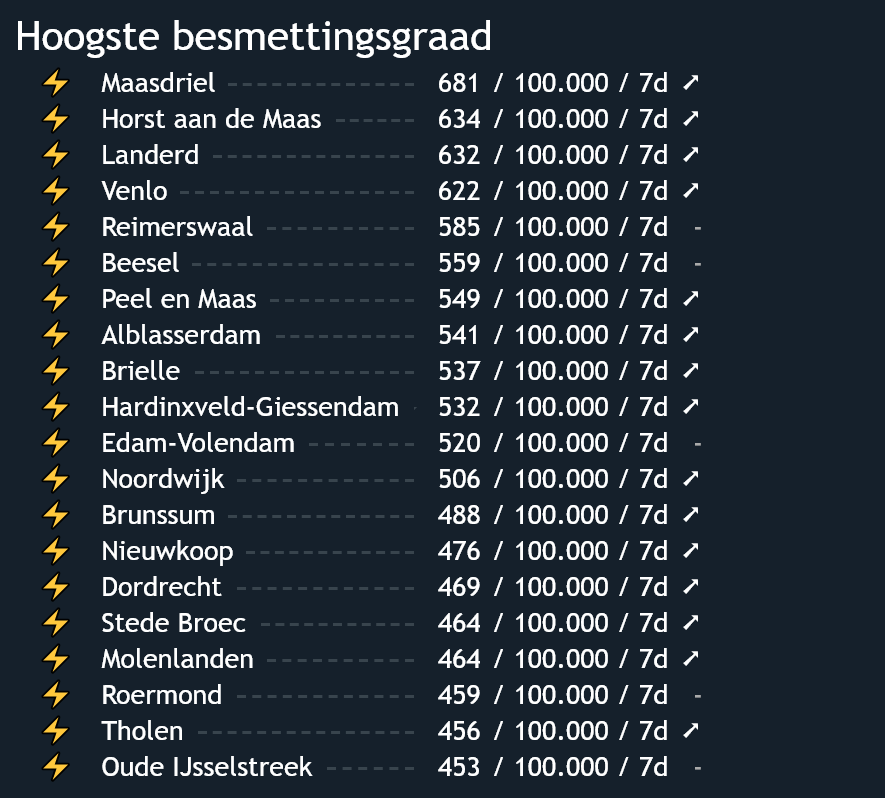 Hoogste besmettingsgraad
Maasdriel 681 / 100.000 / 7d ➚
Horst aan de Maas 634 / 100.000 / 7d ➚
Landerd 632 / 100.000 / 7d ➚
Venlo 622 / 100.000 / 7d ➚
Reimerswaal 585 / 100.000 / 7d -
Beesel 559 / 100.000 / 7d -
Peel en Maas 549 / 100.000 / 7d ➚
Alblasserdam 541 / 100.000 / 7d ➚
Brielle 537 / 100.000 / 7d ➚
Hardinxveld-Giessendam 532 / 100.000 / 7d ➚
Edam-Volendam 520 / 100.000 / 7d -
Noordwijk 506 / 100.000 / 7d ➚
Brunssum 488 / 100.000 / 7d ➚
Nieuwkoop 476 / 100.000 / 7d ➚
Dordrecht 469 / 100.000 / 7d ➚
Stede Broec 464 / 100.000 / 7d ➚
Molenlanden 464 / 100.000 / 7d ➚
Roermond 459 / 100.000 / 7d -
Tholen 456 / 100.000 / 7d ➚
Oude IJsselstreek 453 / 100.000 / 7d -